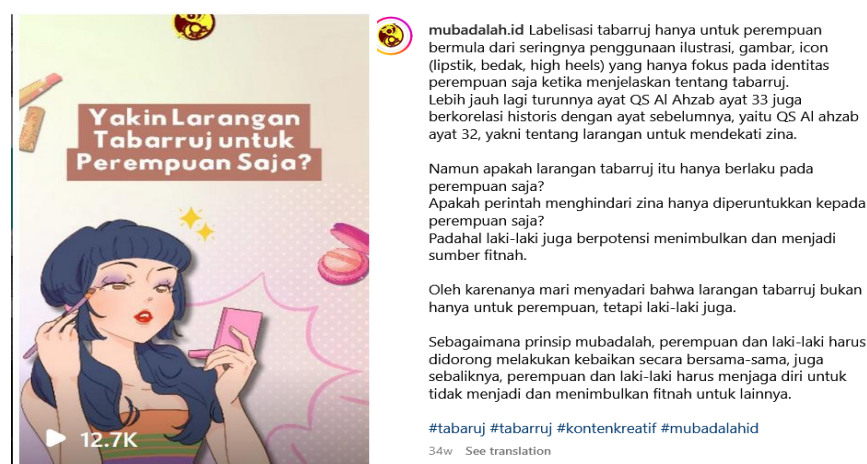 Yakin Larangan
Tabarruj untuk
Perempuan Saja?
12.7K
mubadalah.id Labelisasi tabarruj hanya untuk perempuan
bermula dari seringnya penggunaan ilustrasi, gambar, icon
(lipstik, bedak, high heels) yang hanya fokus pada identitas
perempuan saja ketika menjelaskan tentang tabarruj.
Lebih jauh lagi turunnya ayat QS Al Ahzab ayat 33 juga
berkorelasi historis dengan ayat sebelumnya, yaitu QS Al ahzab
ayat 32, yakni tentang larangan untuk mendekati zina.
Namun apakah larangan tabarruj itu hanya berlaku pada
perempuan saja?
Apakah perintah menghindari zina hanya diperuntukkan kepada
perempuan saja?
Padahal laki-laki juga berpotensi menimbulkan dan menjadi
sumber fitnah.
Oleh karenanya mari menyadari bahwa larangan tabarruj bukan
hanya untuk perempuan, tetapi laki-laki juga.
Sebagaimana prinsip mubadalah, perempuan dan laki-laki harus
didorong melakukan kebaikan secara bersama-sama, juga
sebaliknya, perempuan dan laki-laki harus menjaga diri untuk
tidak menjadi dan menimbulkan fitnah untuk lainnya.
#tabaruj #tabarruj #kontenkreatif #mubadalahid
34w See translation